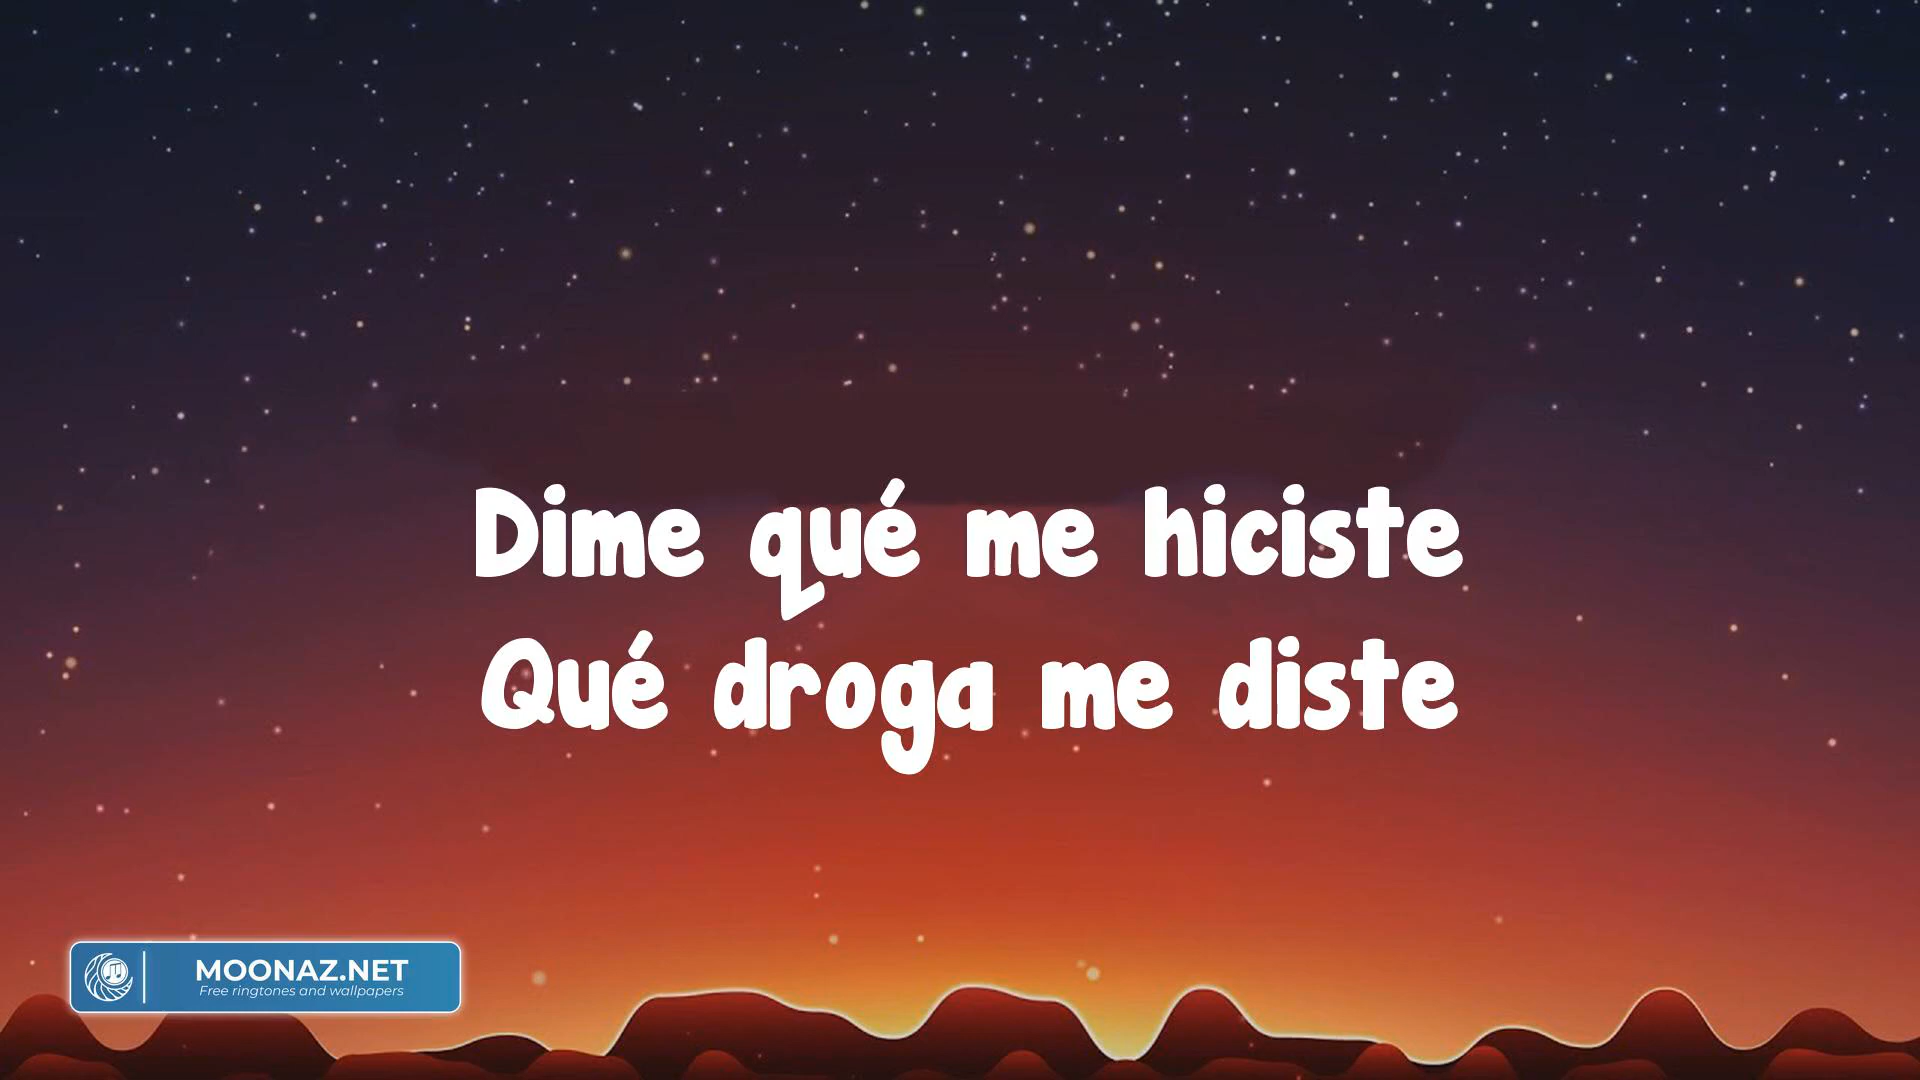 Dime qué me hiciste
Qué droga me diste
MOONAZ.NET
Free ringtones and wallpapers